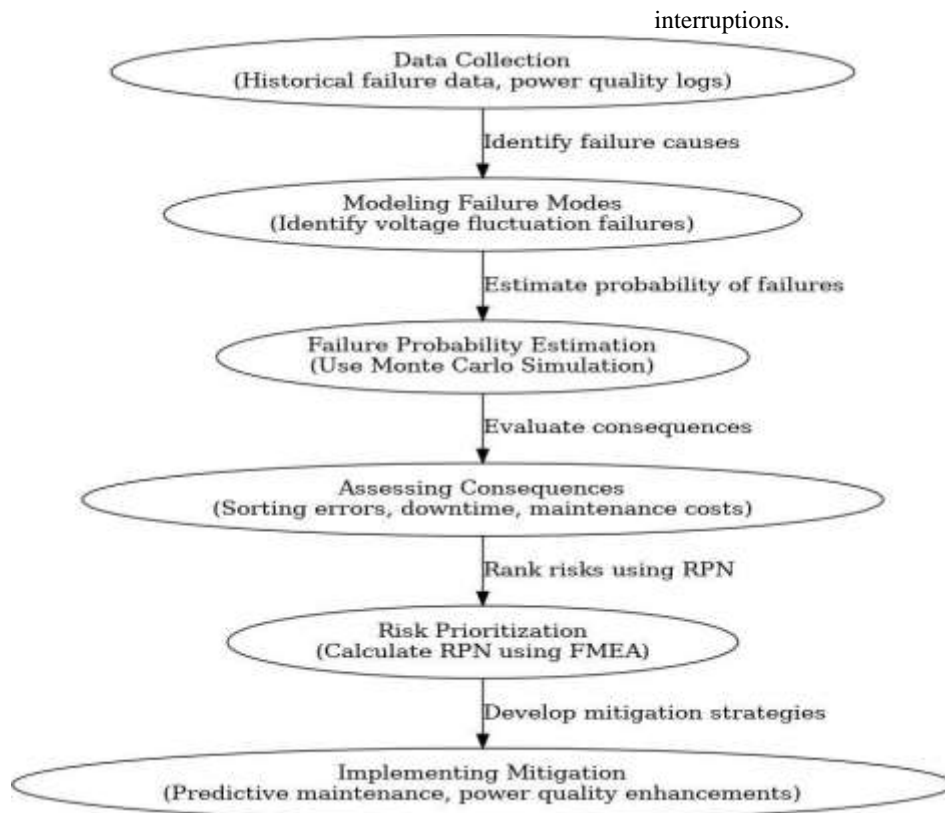 interruptions.
Data Collection
(Historical failure data, power quality logs)
Identify failure causes
Modeling Failure Modes
(Identify voltage fluctuation failures)
Estimate probability of failures
Failure Probability Estimation
(Use Monte Carlo Simulation)
Evaluate consequences
Assessing Consequences
(Sorting errors, downtime, maintenance costs)
Rank risks using RPN
Risk Prioritization
(Calculate RPN using FMEA)
Develop mitigation strategies
Implementing Mitigation
(Predictive maintenance, power quality enhancements)